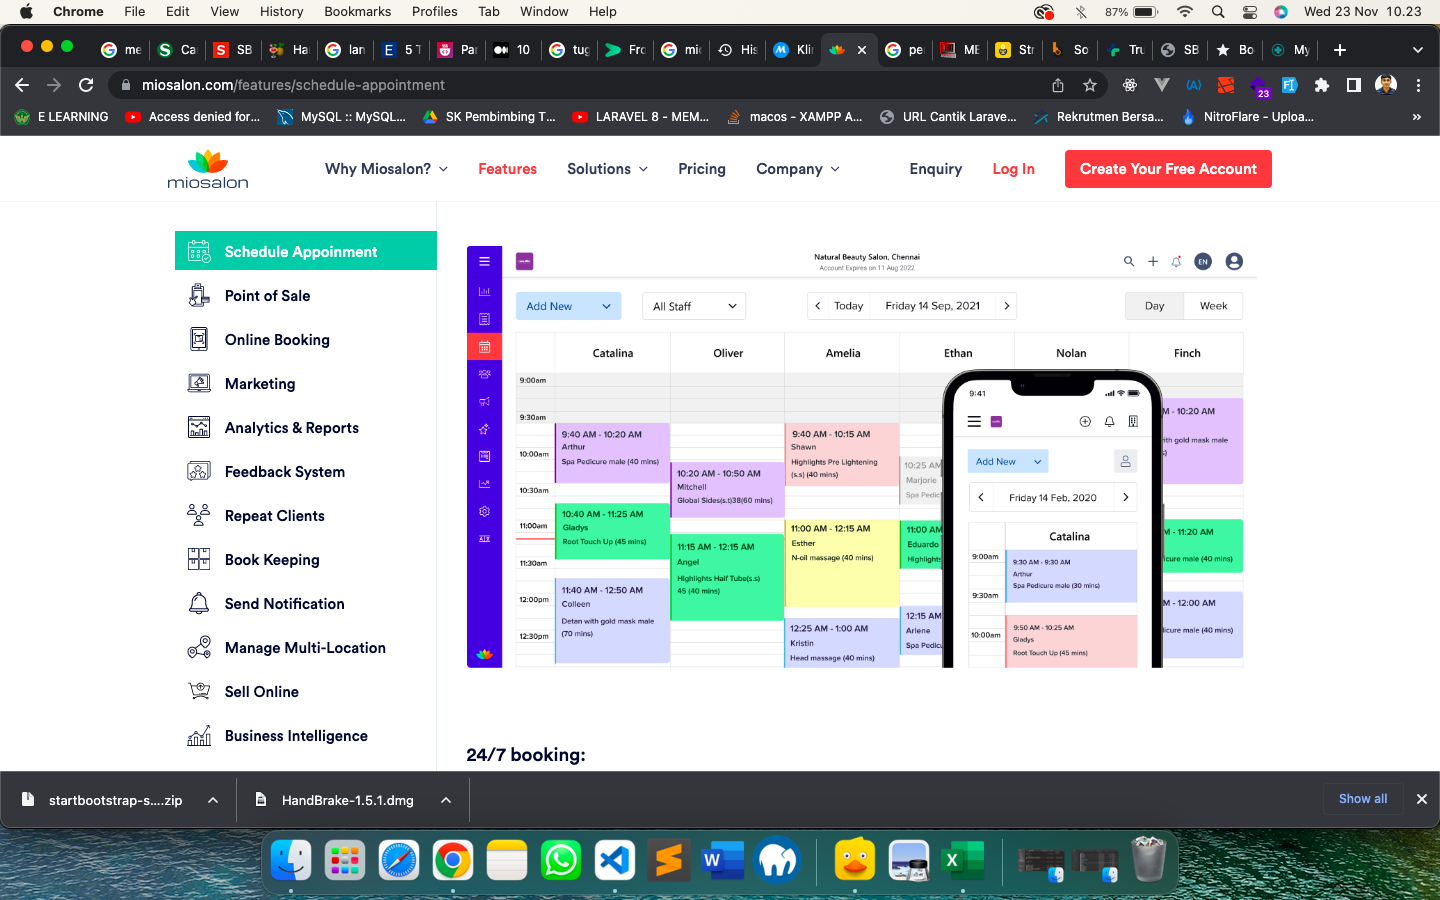 Chrome File Edit View History Bookmarks Profiles Tab Window Help 87% Wed 23 Nov 10.23
me Ca SB Ha lan 5 T Par 10 tug Fro mic His Klin pe ME Str So Tru SB Bo My
miosalon.com/features/schedule-appointment
23
E LEARNING Access denied for... MySQL :: MySQL... SK Pembimbing T... LARAVEL 8 - MEM... macos - XAMPP A... URL Cantik Larave... Rekrutmen Bersa... NitroFlare - Uploa... »
miosalon
Why Miosalon? Features Solutions Pricing Company Enquiry Log In Create Your Free Account
Schedule Appoinment
Point of Sale
Online Booking
Marketing
Analytics & Reports
Feedback System
Repeat Clients
Book Keeping
Send Notification
Manage Multi-Location
Sell Online
Business Intelligence
Natural Beauty Salon, Chennai
Account Expires on 11 Aug 2022
EN
Add New All Staff Today Friday 14 Sep, 2021 Day Week
Catalina Oliver Amelia Ethan Nolan Finch
9:00am
9:30am
10:00am
10:30am
11:00am
11:30am
12:00pm
12:30pm
9:40 AM - 10:20 AM
Arthur
Spa Pedicure male (40 mins)
10:40 AM - 11:25 AM
Gladys
Root Touch Up (45 mins)
11:40 AM - 12:50 AM
Colleen
Detan with gold mask male
(70 mins)
10:20 AM - 10:50 AM
Mitchell
Global Sides(s.t)38(60 mins)
11:15 AM - 12:15 AM
Angel
Highlights Half Tube(s.s)
45 (40 mins)
9:40 AM - 10:15 AM
Shawn
Highlights Pre Lightening
(s.s) (40 mins)
11:00 AM - 12:15 AM
Esther
N-oil massage (40 mins)
12:25 AM - 1:00 AM
Kristin
Head massage (40 mins)
10:25 AM
Marjorie
Spa Pedic
11:00 AM
Eduardo
Highlights
12:15 AM
Arlene
Spa Pedic
M - 10:20 AM
ith gold mask male
s)
M - 11:20 AM
icure male (40 mins)
M - 12:00 AM
licure male (40 mins)
9:41
Add New
Friday 14 Feb, 2020
Catalina
9:00am
9:30am
10:00am
9:30 AM - 9:30 AM
Arthur
Spa Pedicure male (30 mins)
9:50 AM - 10:25 AM
Gladys
Root Touch Up (45 mins)
24/7 booking:
startbootstrap-s....zip HandBrake-1.5.1.dmg Show all